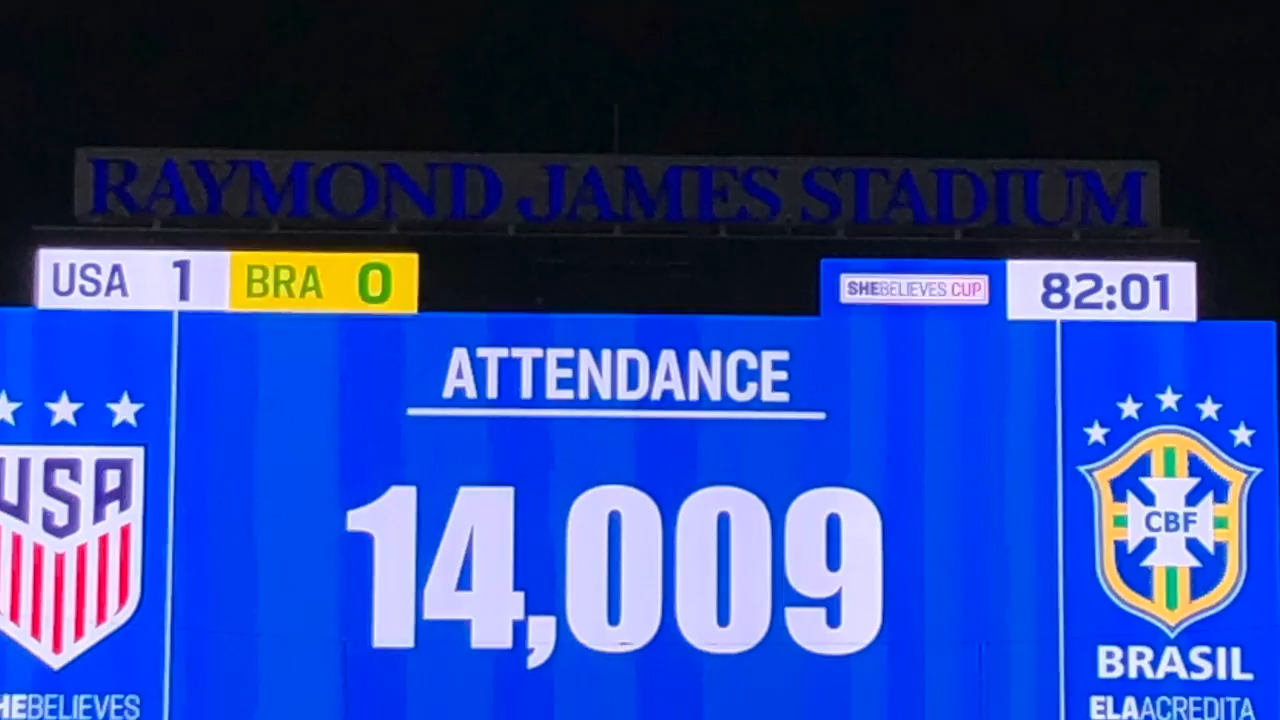 RAYMOND JAMES STADIUM
USA 1 BRA 0
SHEBELIEVES CUP 82:01
ATTENDANCE
14,009
USA
CBF
BRASIL
HEBELIEVES
ELAACREDITA